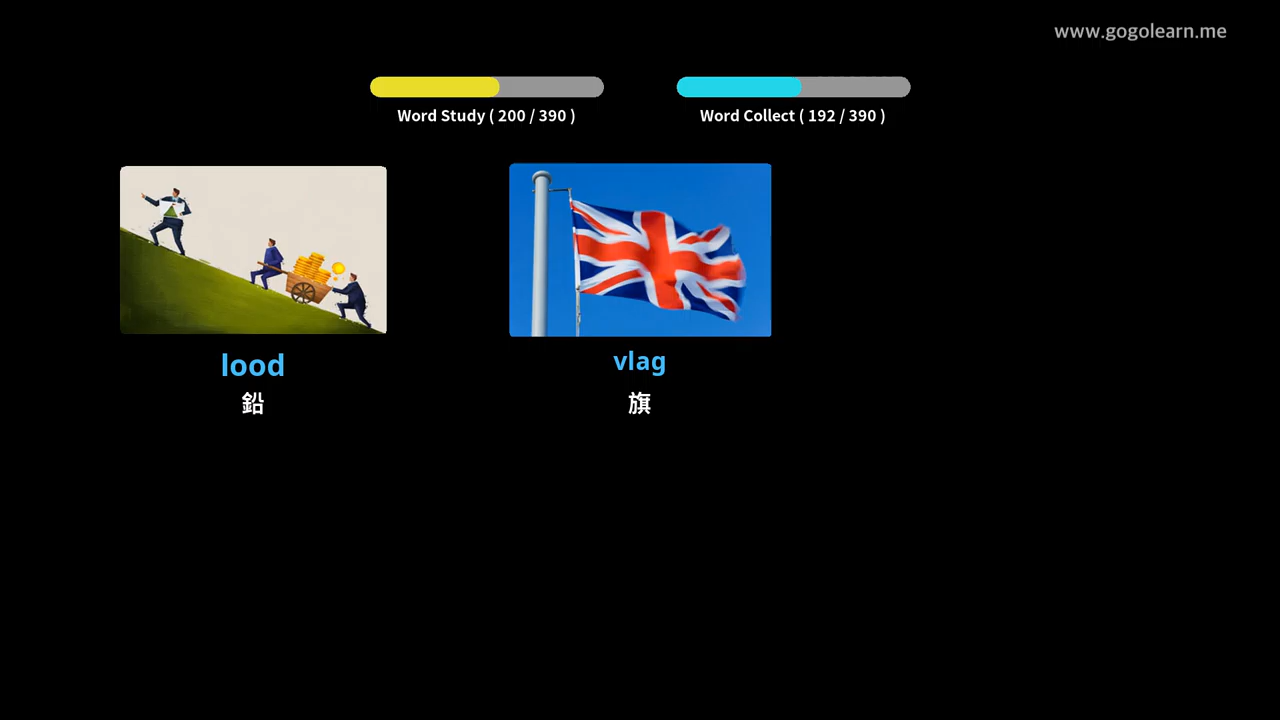 www.gogolearn.me
Word Study ( 200 / 390 )
Word Collect ( 192 / 390 )
lood
鉛
vlag
旗